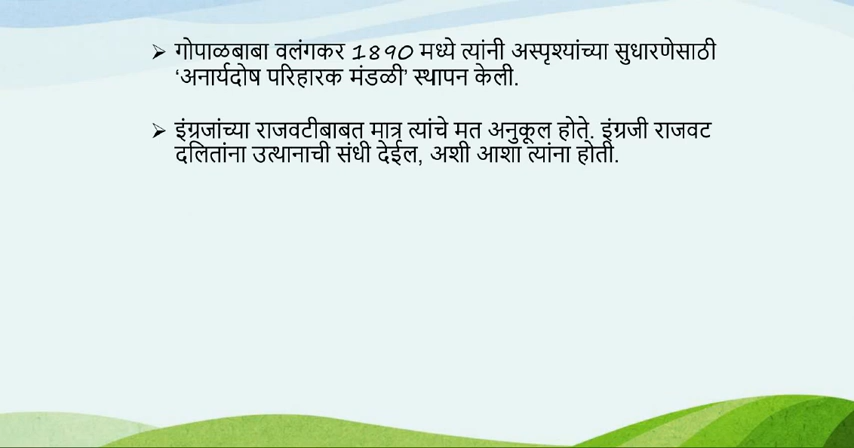 ➢ गोपाळबाबा वलंगकर 1890 मध्ये त्यांनी अस्पृश्यांच्या सुधारणेसाठी
‘अनार्यदोष परिहारक मंडळी’ स्थापन केली.
➢ इंग्रजांच्या राजवटीबाबत मात्र त्यांचे मत अनुकूल होते. इंग्रजी राजवट
दलितांना उत्थानाची संधी देईल, अशी आशा त्यांना होती.